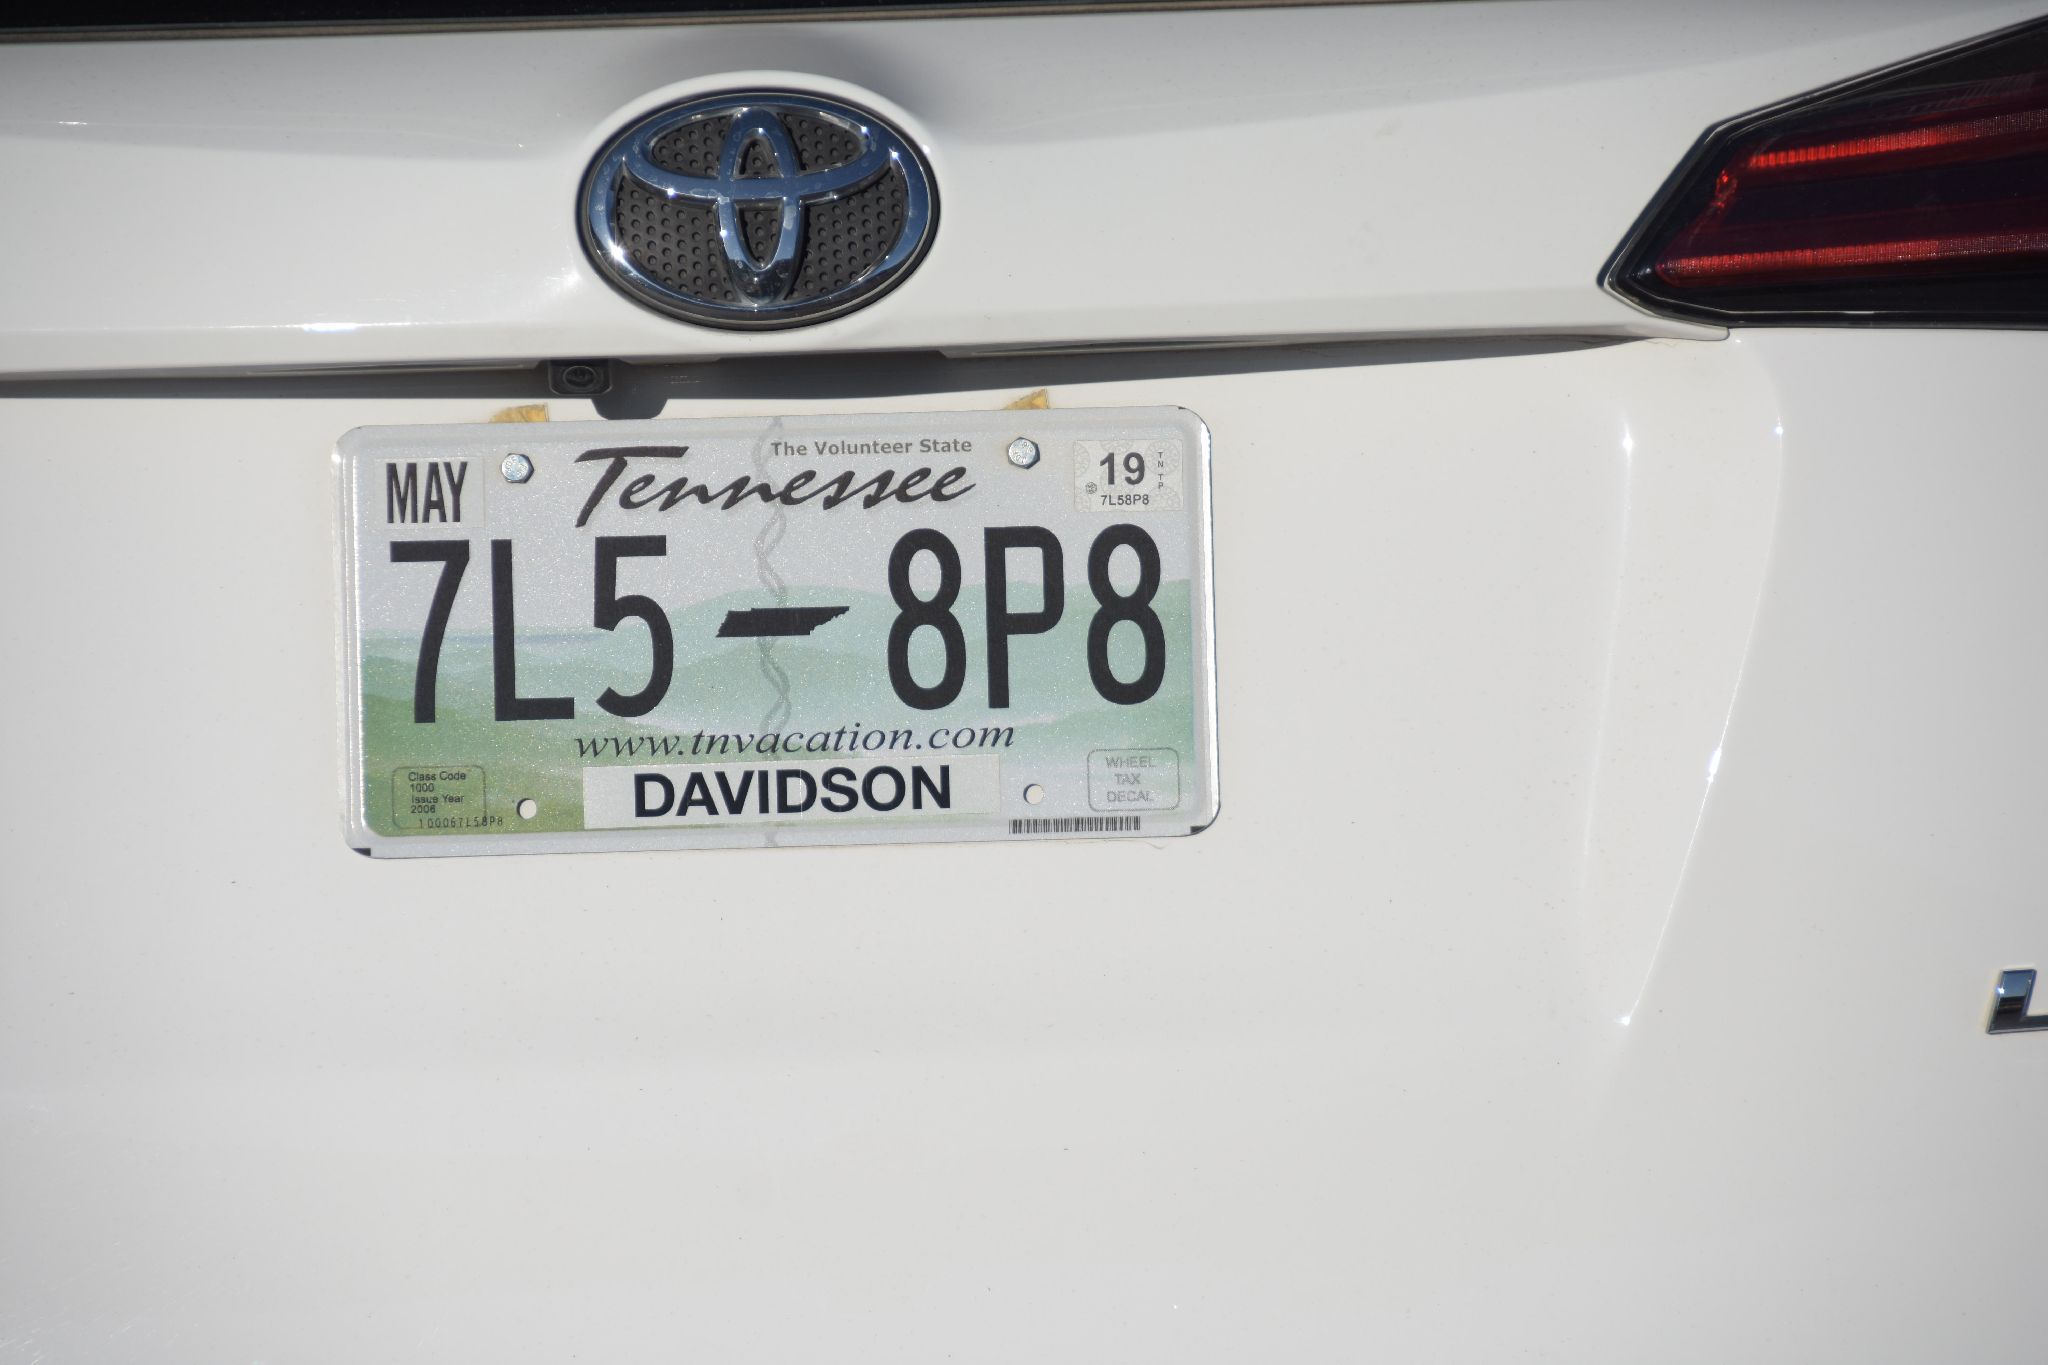 The Volunteer State
Tennessee
MAY
19
TN TP
7L58P8
7L5 8P8
www.tnvacation.com
DAVIDSON
Class Code
1000
Issue Year
2006
100067L58P8
WHEEL
TAX
DECAL
L